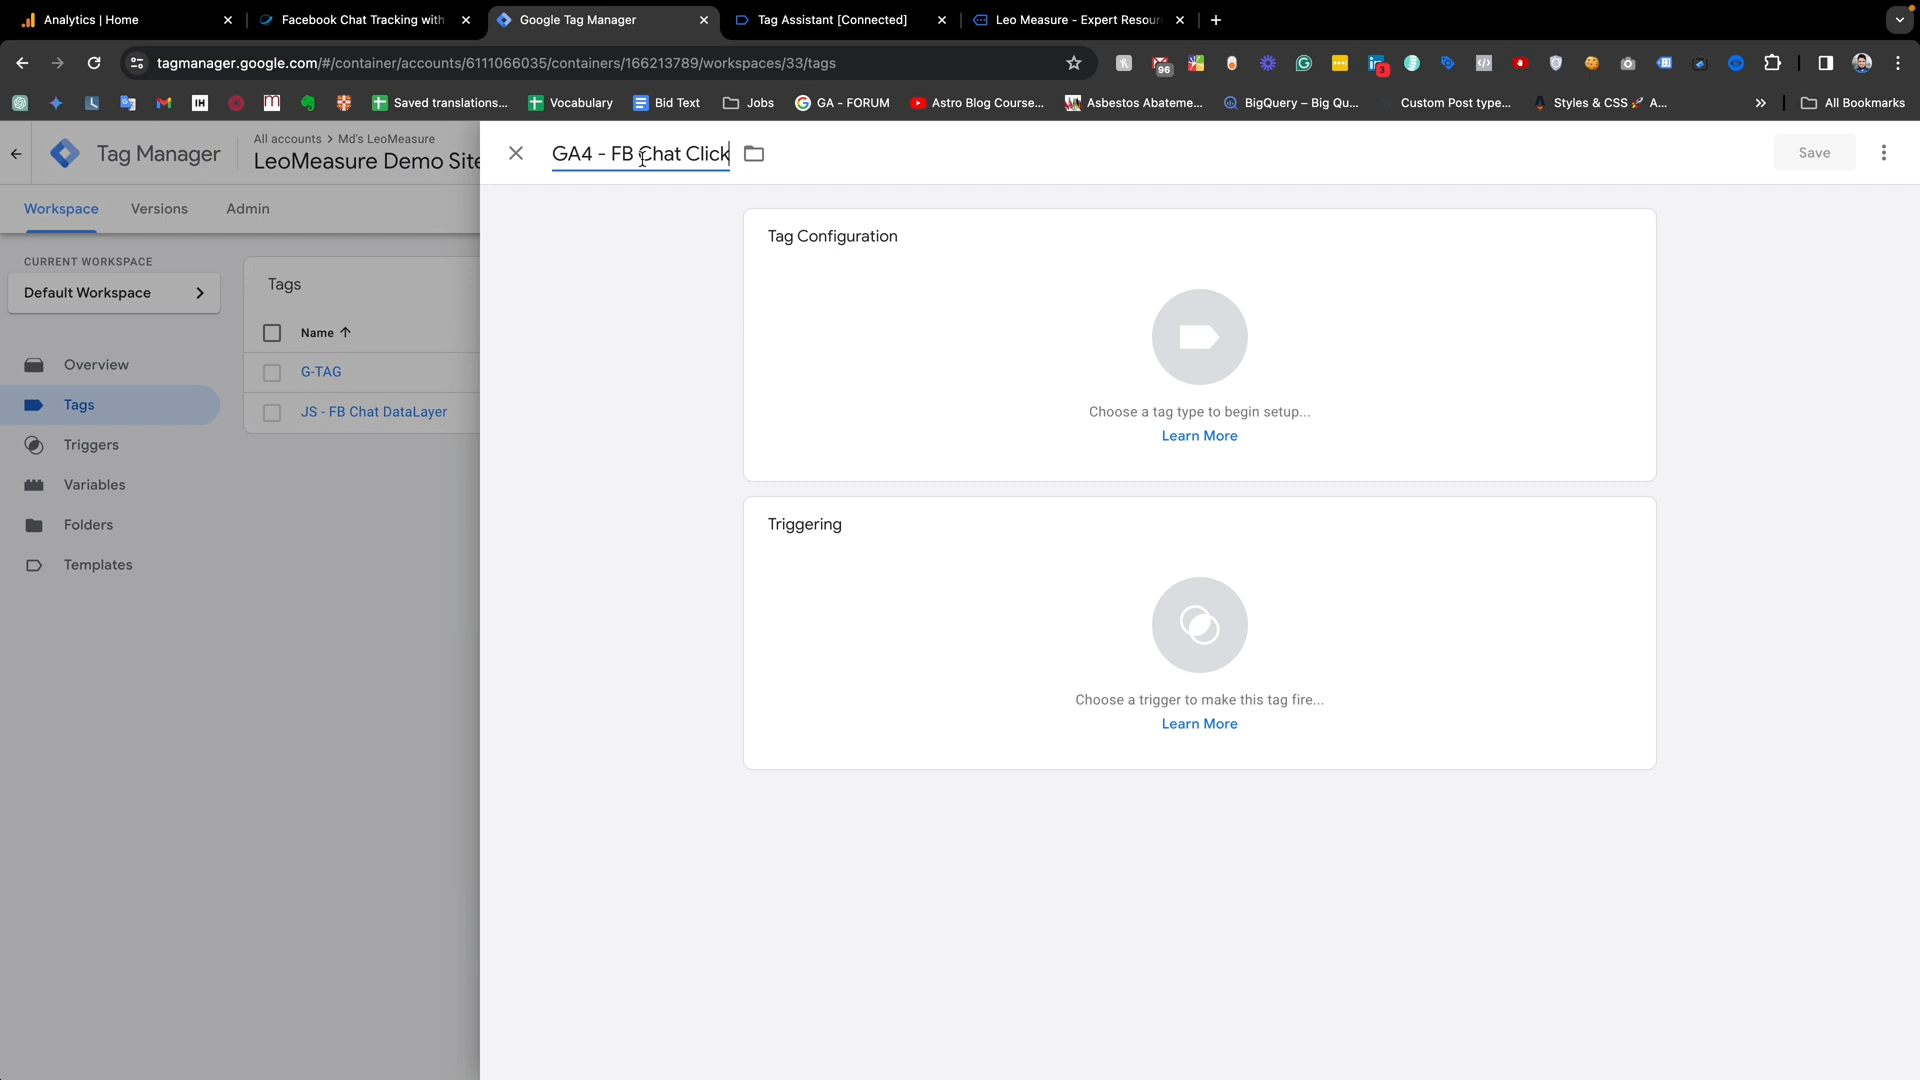 Analytics | Home
Facebook Chat Tracking with
Google Tag Manager
Tag Assistant [Connected]
Leo Measure - Expert Resour
tagmanager.google.com/#/container/accounts/6111066035/containers/166213789/workspaces/33/tags
96
3
IH
Saved translations...
Vocabulary
Bid Text
Jobs
GA - FORUM
Astro Blog Course...
Asbestos Abateme...
BigQuery – Big Qu...
Custom Post type...
Styles & CSS 🚀 A...
All Bookmarks
Tag Manager
All accounts > Md's LeoMeasure
LeoMeasure Demo Site
GA4 - FB Chat Click
Save
Workspace
Versions
Admin
CURRENT WORKSPACE
Default Workspace
Overview
Tags
Triggers
Variables
Folders
Templates
Tags
Name
G-TAG
JS - FB Chat DataLayer
Tag Configuration
Choose a tag type to begin setup...
Learn More
Triggering
Choose a trigger to make this tag fire...
Learn More